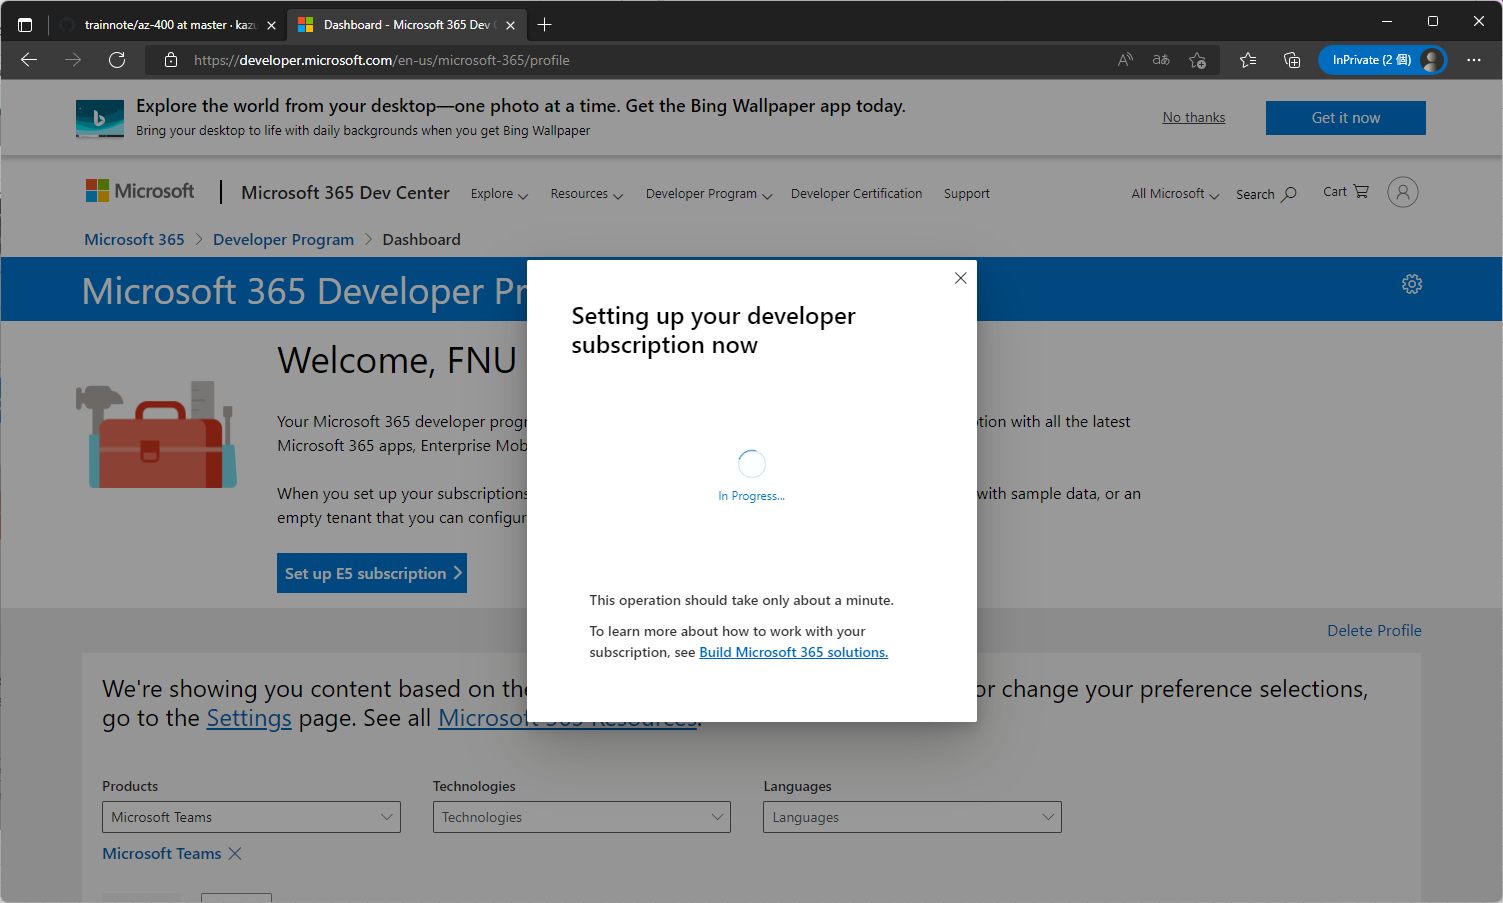 trainnote/az-400 at master · kazu
Dashboard - Microsoft 365 Dev C
https://developer.microsoft.com/en-us/microsoft-365/profile
InPrivate (2 個)
Explore the world from your desktop—one photo at a time. Get the Bing Wallpaper app today.
Bring your desktop to life with daily backgrounds when you get Bing Wallpaper
No thanks
Get it now
Microsoft
Microsoft 365 Dev Center
Explore
Resources
Developer Program
Developer Certification
Support
All Microsoft
Search
Cart
Microsoft 365 > Developer Program > Dashboard
Microsoft 365 Developer Pr
Welcome, FNU
Your Microsoft 365 developer progr
tion with all the latest
Microsoft 365 apps, Enterprise Mob
When you set up your subscriptions
with sample data, or an
empty tenant that you can configur
Set up E5 subscription
Setting up your developer
subscription now
In Progress...
This operation should take only about a minute.
To learn more about how to work with your
subscription, see Build Microsoft 365 solutions.
Delete Profile
We're showing you content based on the
or change your preference selections,
go to the Settings page. See all Microsoft 365 Resources.
Products
Technologies
Languages
Microsoft Teams
Technologies
Languages
Microsoft Teams